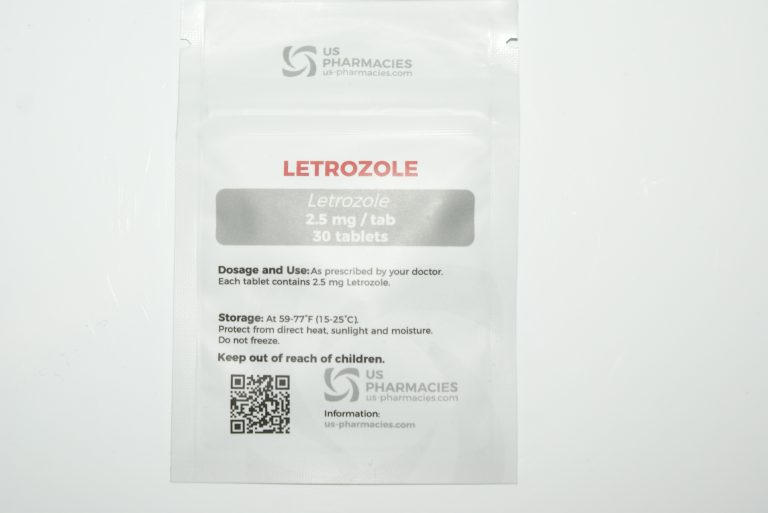 US
PHARMACIES
us-pharmacies.com
LETROZOLE
Letrozole
2.5 mg / tab
30 tablets
Dosage and Use: As prescribed by your doctor.
Each tablet contains 2.5 mg Letrozole.
Storage: At 59-77°F (15-25°C).
Protect from direct heat, sunlight and moisture.
Do not freeze.
Keep out of reach of children.
US
PHARMACIES
us-pharmacies.com
Information:
us-pharmacies.com